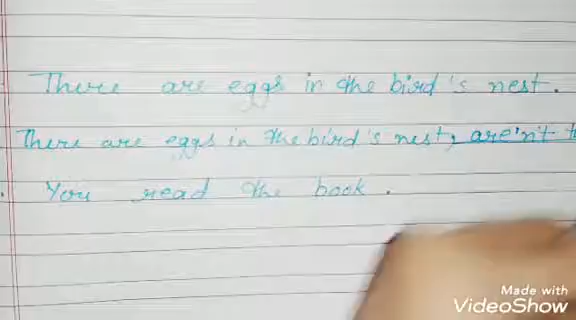 There are eggs in the bird's nest.
There are eggs in the bird's nest, are'n't
You read the book.
Made with
VideoShow